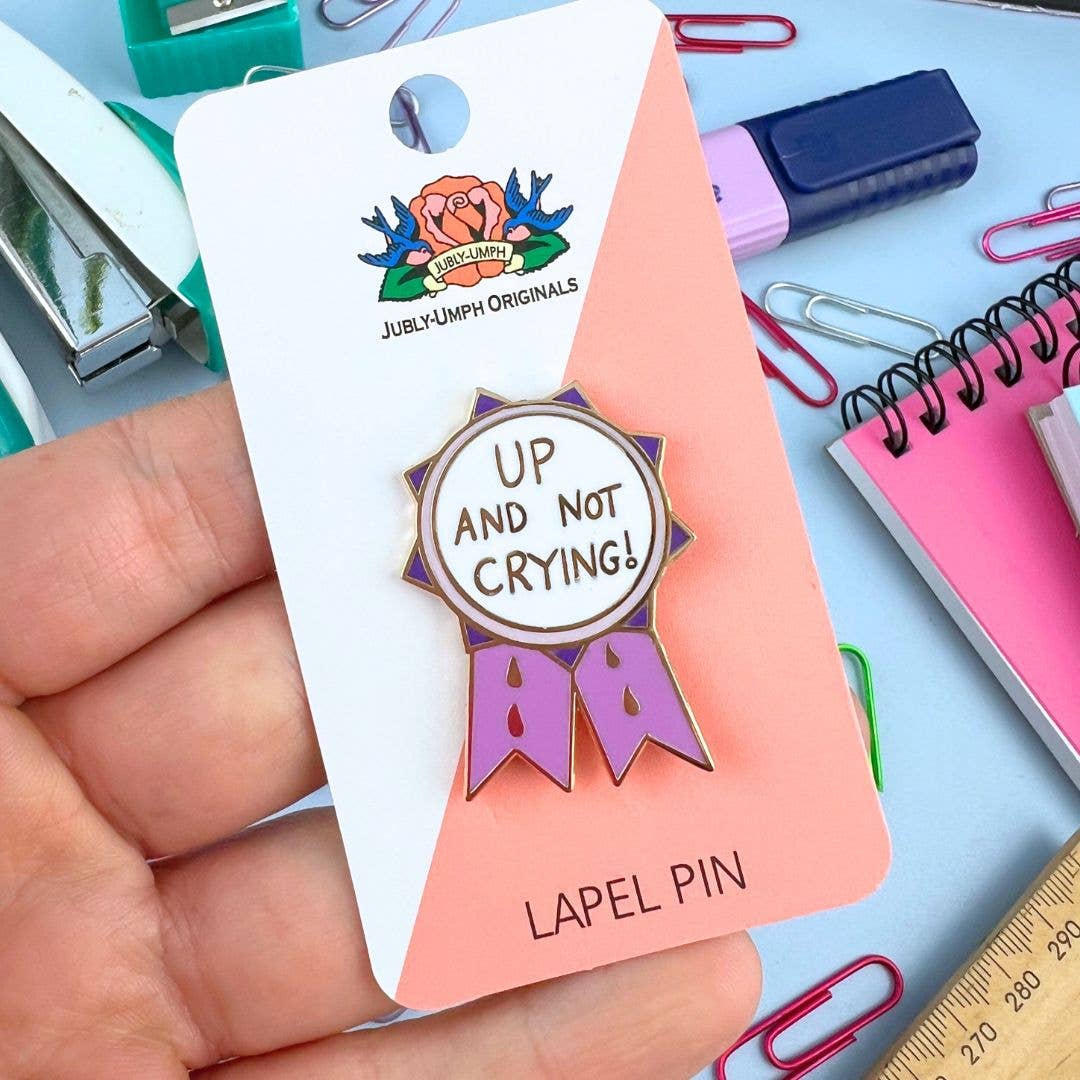 JUBLY-UMPH
JUBLY-UMPH ORIGINALS
UP
AND NOT
CRYING!
LAPEL PIN
270
280
290